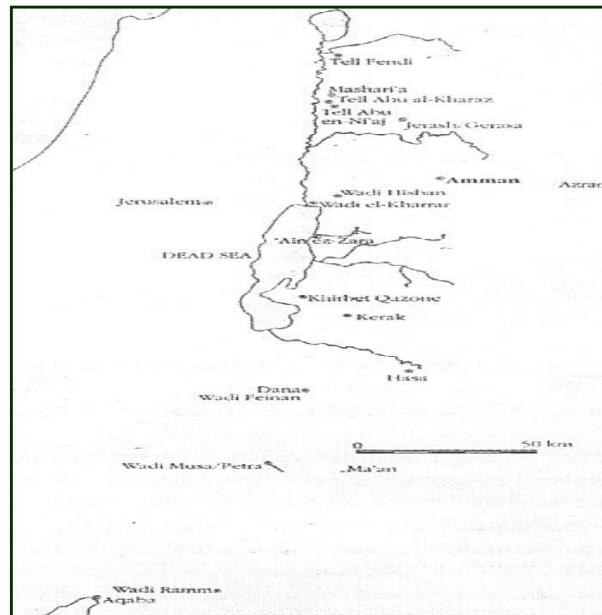 Tell Fendi
Mashari'a
Tell Abu al-Kharaz
Tell Abu
en-Ni'aj
Jerash/Gerasa
Amman
Azraq
Wadi Hisban
Jerusalem
Wadi el-Kharrar
'Ain ez-Zara
DEAD SEA
Khirbet Qazone
Kerak
Hasa
Dana
Wadi Feinan
0 50 km
Wadi Musa/Petra
Ma'an
Wadi Ramm
Aqaba